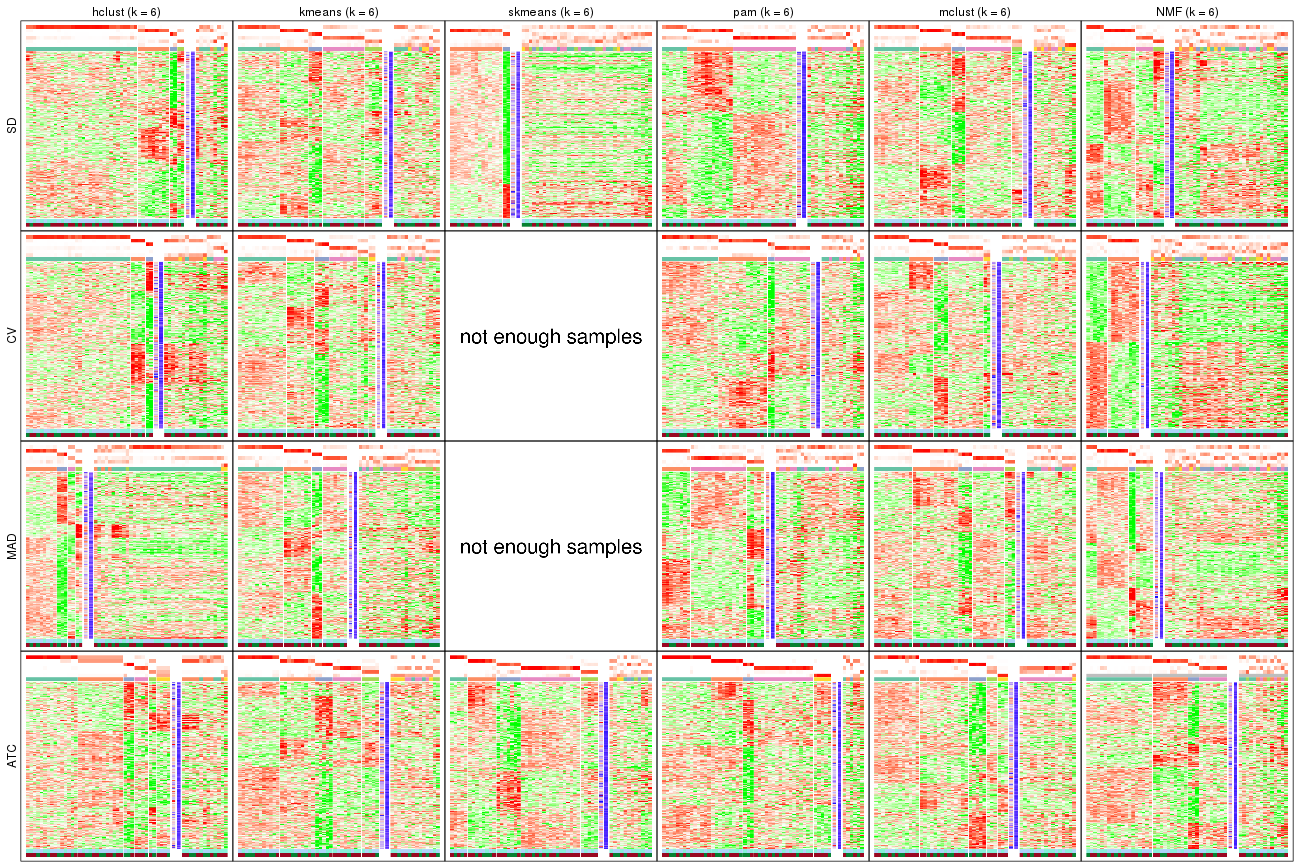 hclust (k = 6) kmeans (k = 6) skmeans (k = 6) pam (k = 6) mclust (k = 6) NMF (k = 6)
SD
CV
not enough samples
MAD
not enough samples
ATC